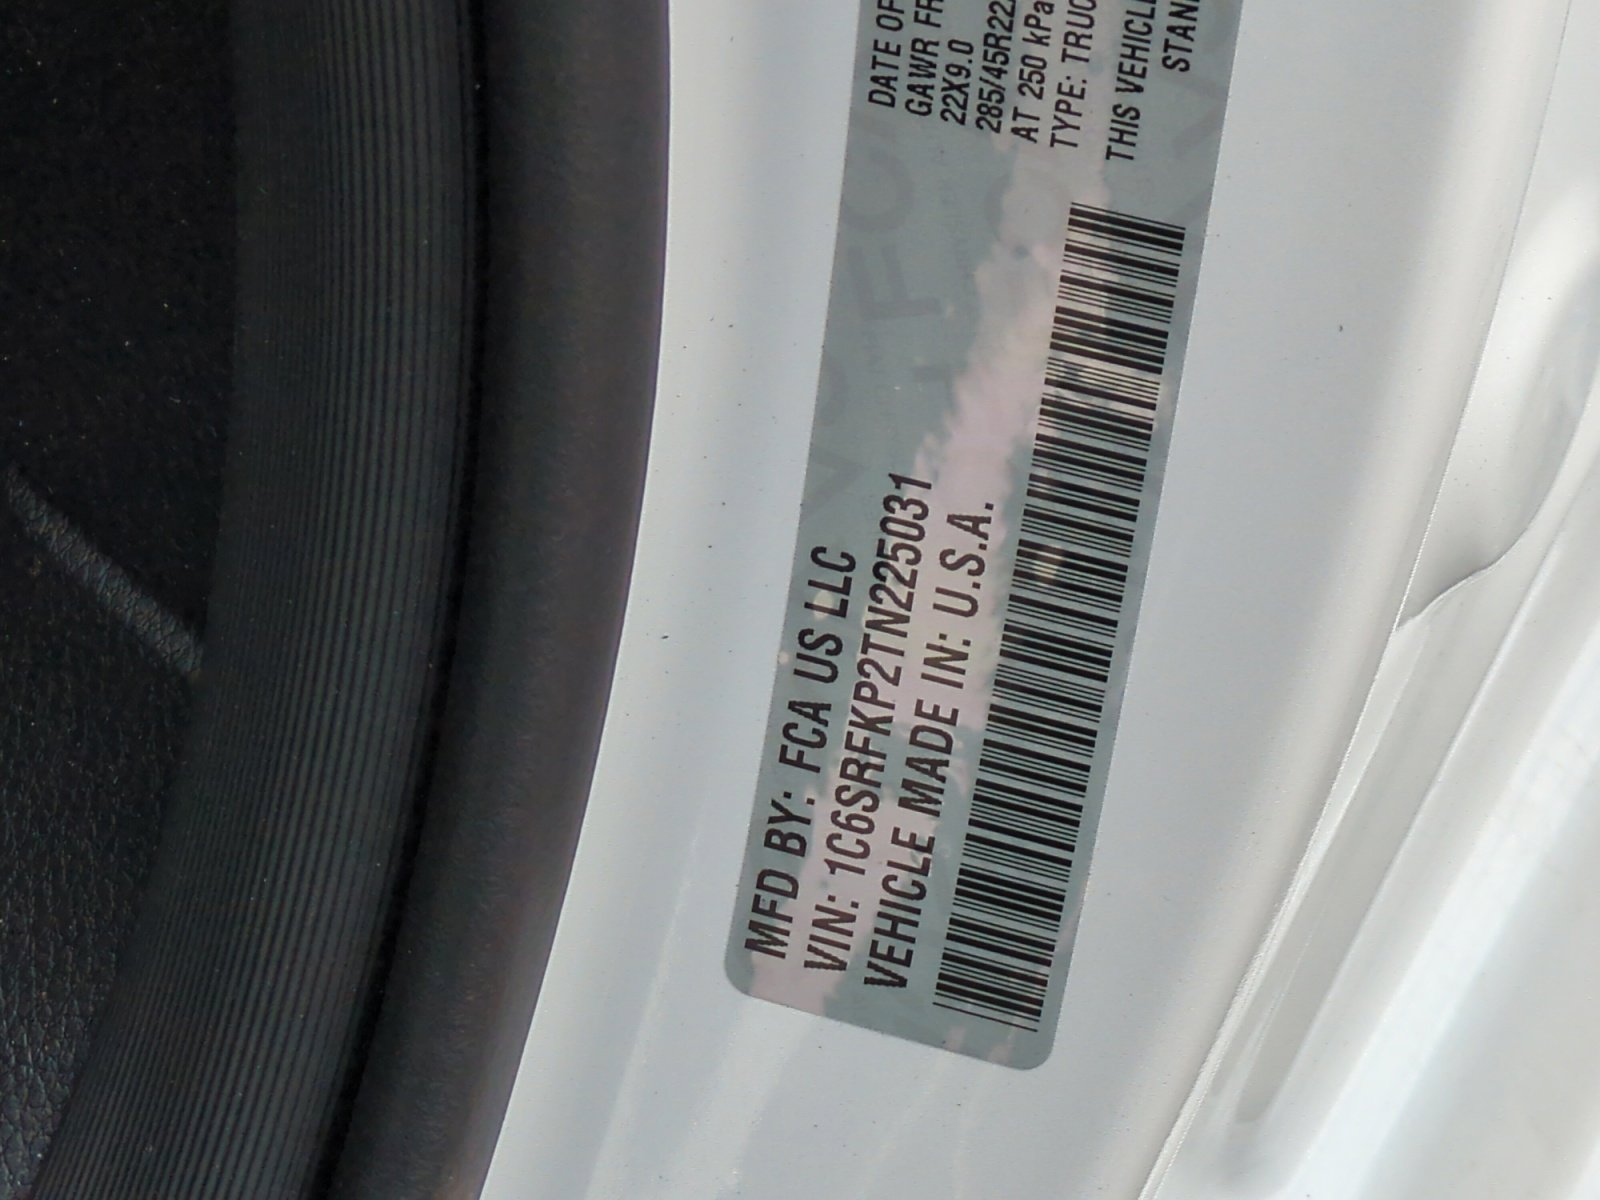 MFD BY: FCA US LLC
VIN: 1C6SRFKP2TN225031
VEHICLE MADE IN: U.S.A.
DATE OF
GAWR FR
22X9.0
285/45R22
AT 250 kPa
TYPE: TRUC
THIS VEHICLE
STAN